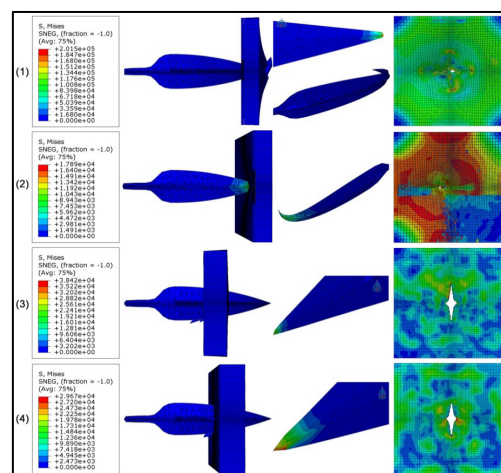 (1)
S, Mises
SNEG, (fraction = -1.0)
(Avg: 75%)
+2.015e+05
+1.847e+05
+1.680e+05
+1.512e+05
+1.344e+05
+1.176e+05
+1.008e+05
+8.398e+04
+6.718e+04
+5.039e+04
+3.359e+04
+1.680e+04
+0.000e+00
(2)
S, Mises
SNEG, (fraction = -1.0)
(Avg: 75%)
+1.789e+04
+1.640e+04
+1.491e+04
+1.342e+04
+1.192e+04
+1.043e+04
+8.943e+03
+7.453e+03
+5.962e+03
+4.472e+03
+2.981e+03
+1.491e+03
+0.000e+00
(3)
S, Mises
SNEG, (fraction = -1.0)
(Avg: 75%)
+3.842e+04
+3.522e+04
+3.202e+04
+2.882e+04
+2.561e+04
+2.241e+04
+1.921e+04
+1.601e+04
+1.281e+04
+9.606e+03
+6.404e+03
+3.202e+03
+0.000e+00
(4)
S, Mises
SNEG, (fraction = -1.0)
(Avg: 75%)
+2.967e+04
+2.720e+04
+2.473e+04
+2.225e+04
+1.978e+04
+1.731e+04
+1.484e+04
+1.236e+04
+9.890e+03
+7.418e+03
+4.945e+03
+2.473e+03
+0.000e+00